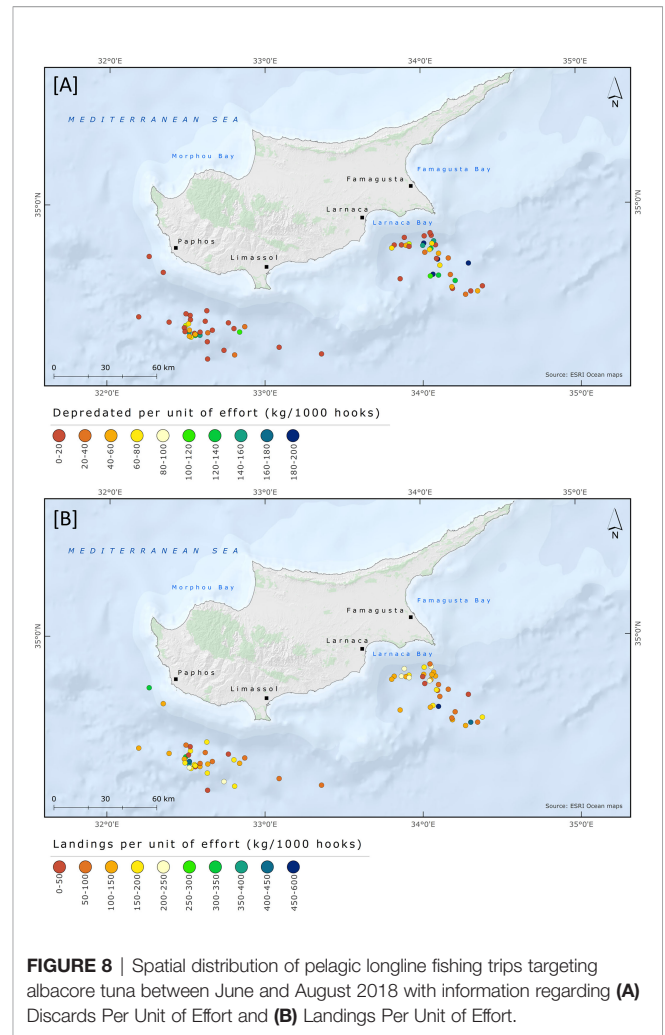 32°0'E 33°0'E 34°0'E 35°0'E
[A]
N
MEDITERRANEAN SEA
Morphou Bay
Famagusta Bay
Famagusta
35°0'N
35°0'N
Larnaca
Larnaca Bay
Paphos
Limassol
0 30 60 km
Source: ESRI Ocean maps
32°0'E 33°0'E 34°0'E 35°0'E
Depredated per unit of effort (kg/1000 hooks)
0-20 20-40 40-60 60-80 80-100 100-120 120-140 140-160 160-180 180-200
32°0'E 33°0'E 34°0'E 35°0'E
[B]
N
MEDITERRANEAN SEA
Morphou Bay
Famagusta Bay
Famagusta
35°0'N
35°0'N
Larnaca
Larnaca Bay
Paphos
Limassol
0 30 60 km
Source: ESRI Ocean maps
32°0'E 33°0'E 34°0'E 35°0'E
Landings per unit of effort (kg/1000 hooks)
0-50 50-100 100-150 150-200 200-250 250-300 300-350 350-400 400-450 450-600
FIGURE 8 | Spatial distribution of pelagic longline fishing trips targeting
albacore tuna between June and August 2018 with information regarding (A)
Discards Per Unit of Effort and (B) Landings Per Unit of Effort.